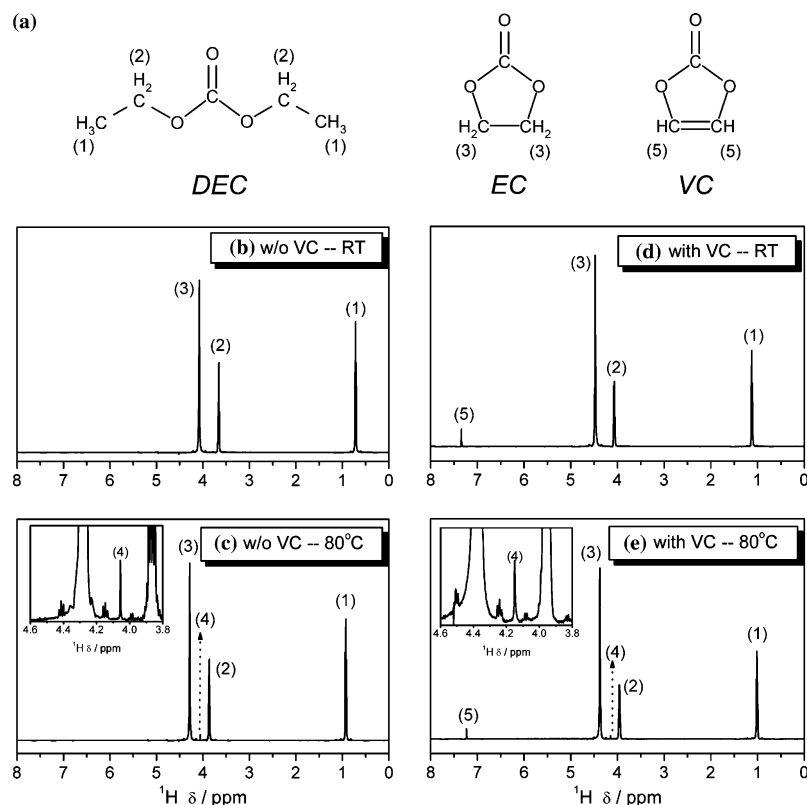 (a)
(2) O (2) O O
H₂ H₂
C C C C C
O O O O
H₃C O O CH₃ H₂C CH₂ HC CH
(1) (1) (3) (3) (5) (5)
DEC EC VC
(b) w/o VC -- RT
(3)
(2)
(1)
8 7 6 5 4 3 2 1 0
(d) with VC -- RT
(3)
(2)
(1)
(5)
8 7 6 5 4 3 2 1 0
(c) w/o VC -- 80°C
(4)
4.6 4.4 4.2 4.0 3.8
¹H δ / ppm
(3)
(4)
(2)
(1)
8 7 6 5 4 3 2 1 0
¹H δ / ppm
(e) with VC -- 80°C
(4)
4.6 4.4 4.2 4.0 3.8
¹H δ / ppm
(3)
(4)
(2)
(1)
(5)
8 7 6 5 4 3 2 1 0
¹H δ / ppm